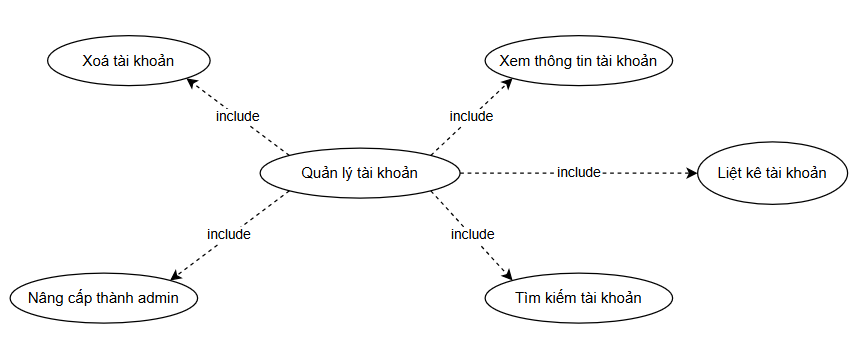 Xoá tài khoản
Xem thông tin tài khoản
include
include
Quản lý tài khoản
include
Liệt kê tài khoản
include
include
Nâng cấp thành admin
Tìm kiếm tài khoản